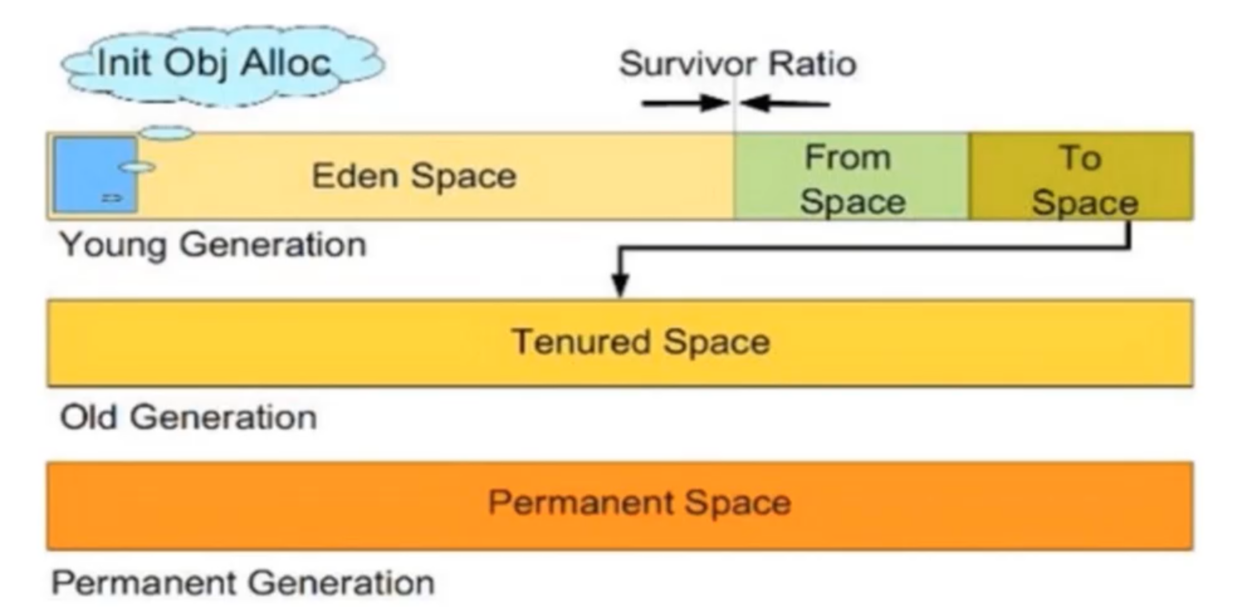 Init Obj Alloc
Survivor Ratio
Eden Space
From
Space
To
Space
Young Generation
Tenured Space
Old Generation
Permanent Space
Permanent Generation